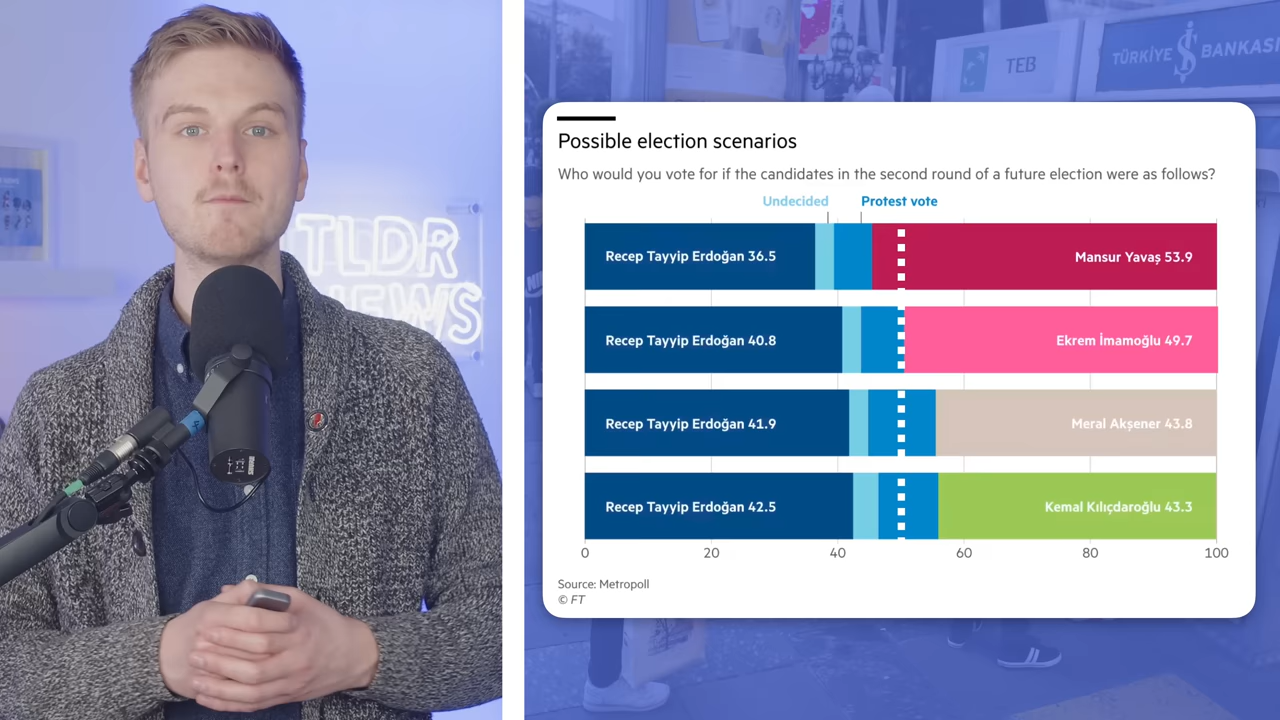 TLDR
NEWS
TEB
TÜRKİYE İŞ BANKASI
Possible election scenarios
Who would you vote for if the candidates in the second round of a future election were as follows?
Undecided Protest vote
Recep Tayyip Erdoğan 36.5 Mansur Yavaş 53.9
Recep Tayyip Erdoğan 40.8 Ekrem İmamoğlu 49.7
Recep Tayyip Erdoğan 41.9 Meral Akşener 43.8
Recep Tayyip Erdoğan 42.5 Kemal Kılıçdaroğlu 43.3
0 20 40 60 80 100
Source: Metropoll
© FT